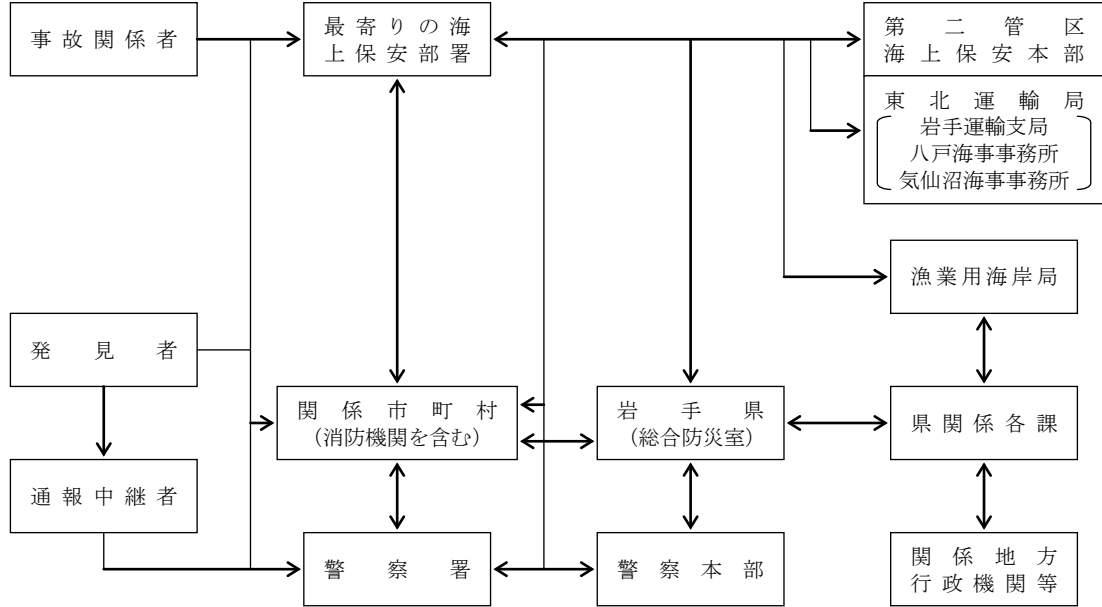 事故関係者
最寄りの海
上保安部署
第二管区
海上保安本部
東北運輸局
岩手運輸支局
八戸海事事務所
気仙沼海事事務所
漁業用海岸局
発見者
関係市町村
(消防機関を含む)
岩手県
(総合防災室)
県関係各課
通報中継者
警察署
警察本部
関係地方
行政機関等